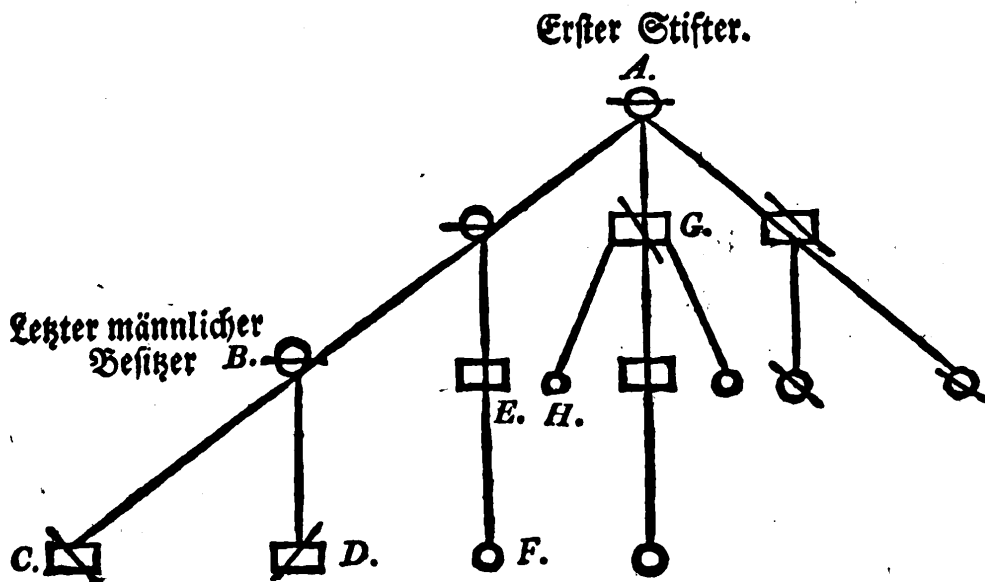 Erſter Stifter.
A.
G.
Letzter männlicher
Beſitzer B.
E. H.
C. D. F.